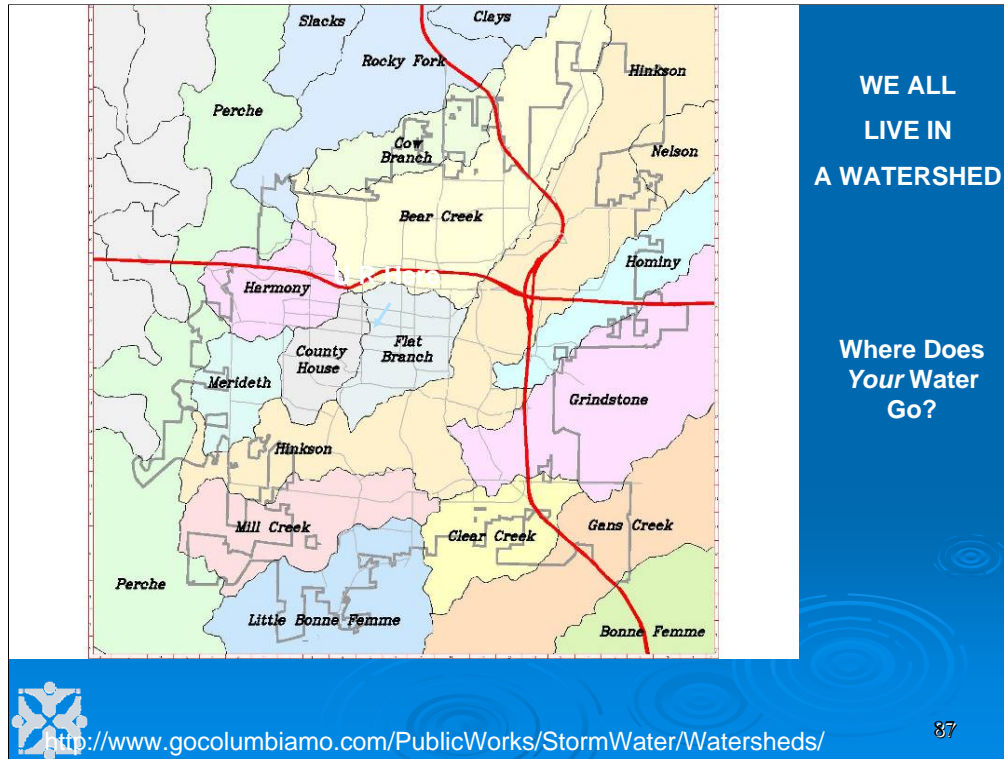 Slacks
Clays
Rocky Fork
Hinkson
Perche
Cow
Branch
Nelson
Bear Creek
Hominy
Harmony
County
House
Flat
Branch
Merideth
Grindstone
Hinkson
Mill Creek
Clear Creek
Gans Creek
Perche
Little Bonne Femme
Bonne Femme
WE ALL
LIVE IN
A WATERSHED
Where Does
Your Water
Go?
http://www.gocolumbiamo.com/PublicWorks/StormWater/Watersheds/
87